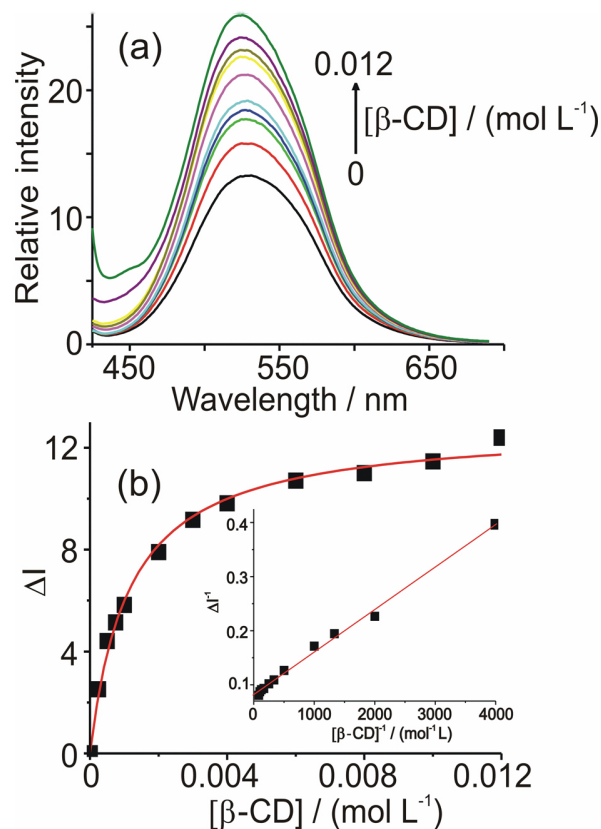 (a)
0.012
[β-CD] / (mol L⁻¹)
0
Relative intensity
20
10
0
450
550
650
Wavelength / nm
(b)
ΔI
12
8
4
0
0
0.004
0.008
0.012
[β-CD] / (mol L⁻¹)
ΔI⁻¹
0.4
0.3
0.2
0.1
0
1000
2000
3000
4000
[β-CD]⁻¹ / (mol⁻¹ L)